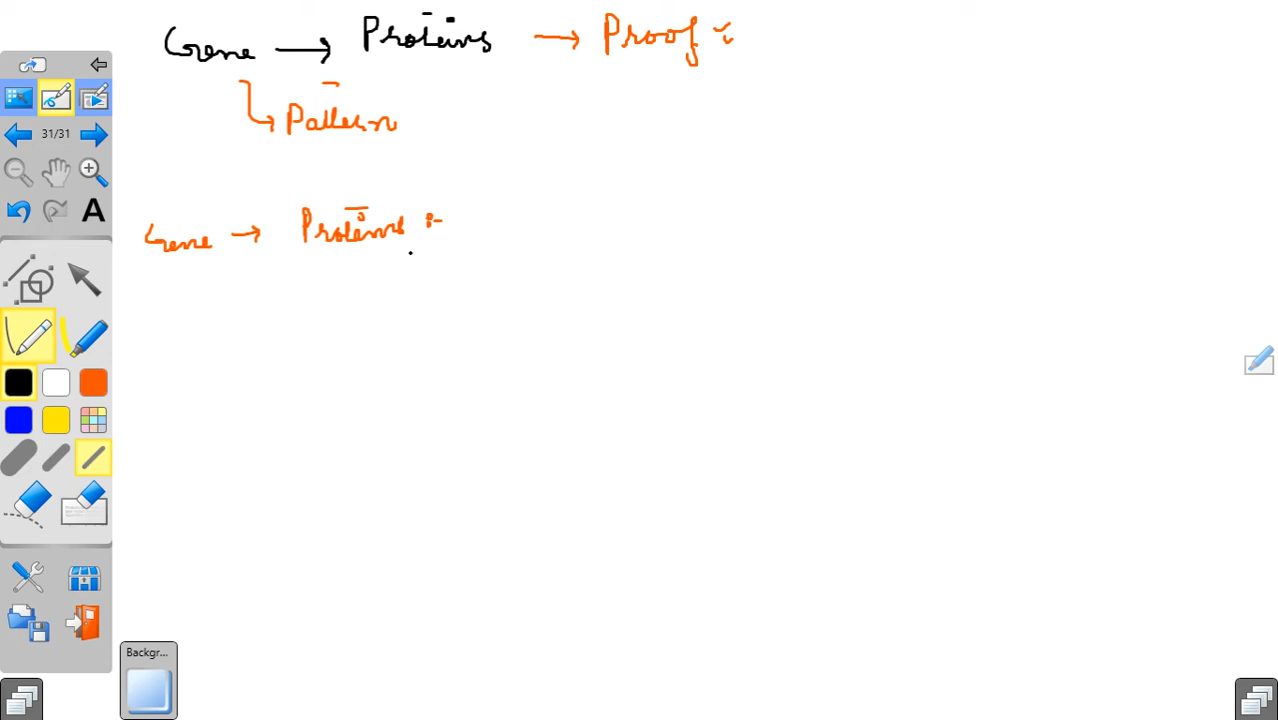 Gene → Proteins → Proof :-
↳ Pattern
31/31
A
Gene → Proteins :-
Backgr...